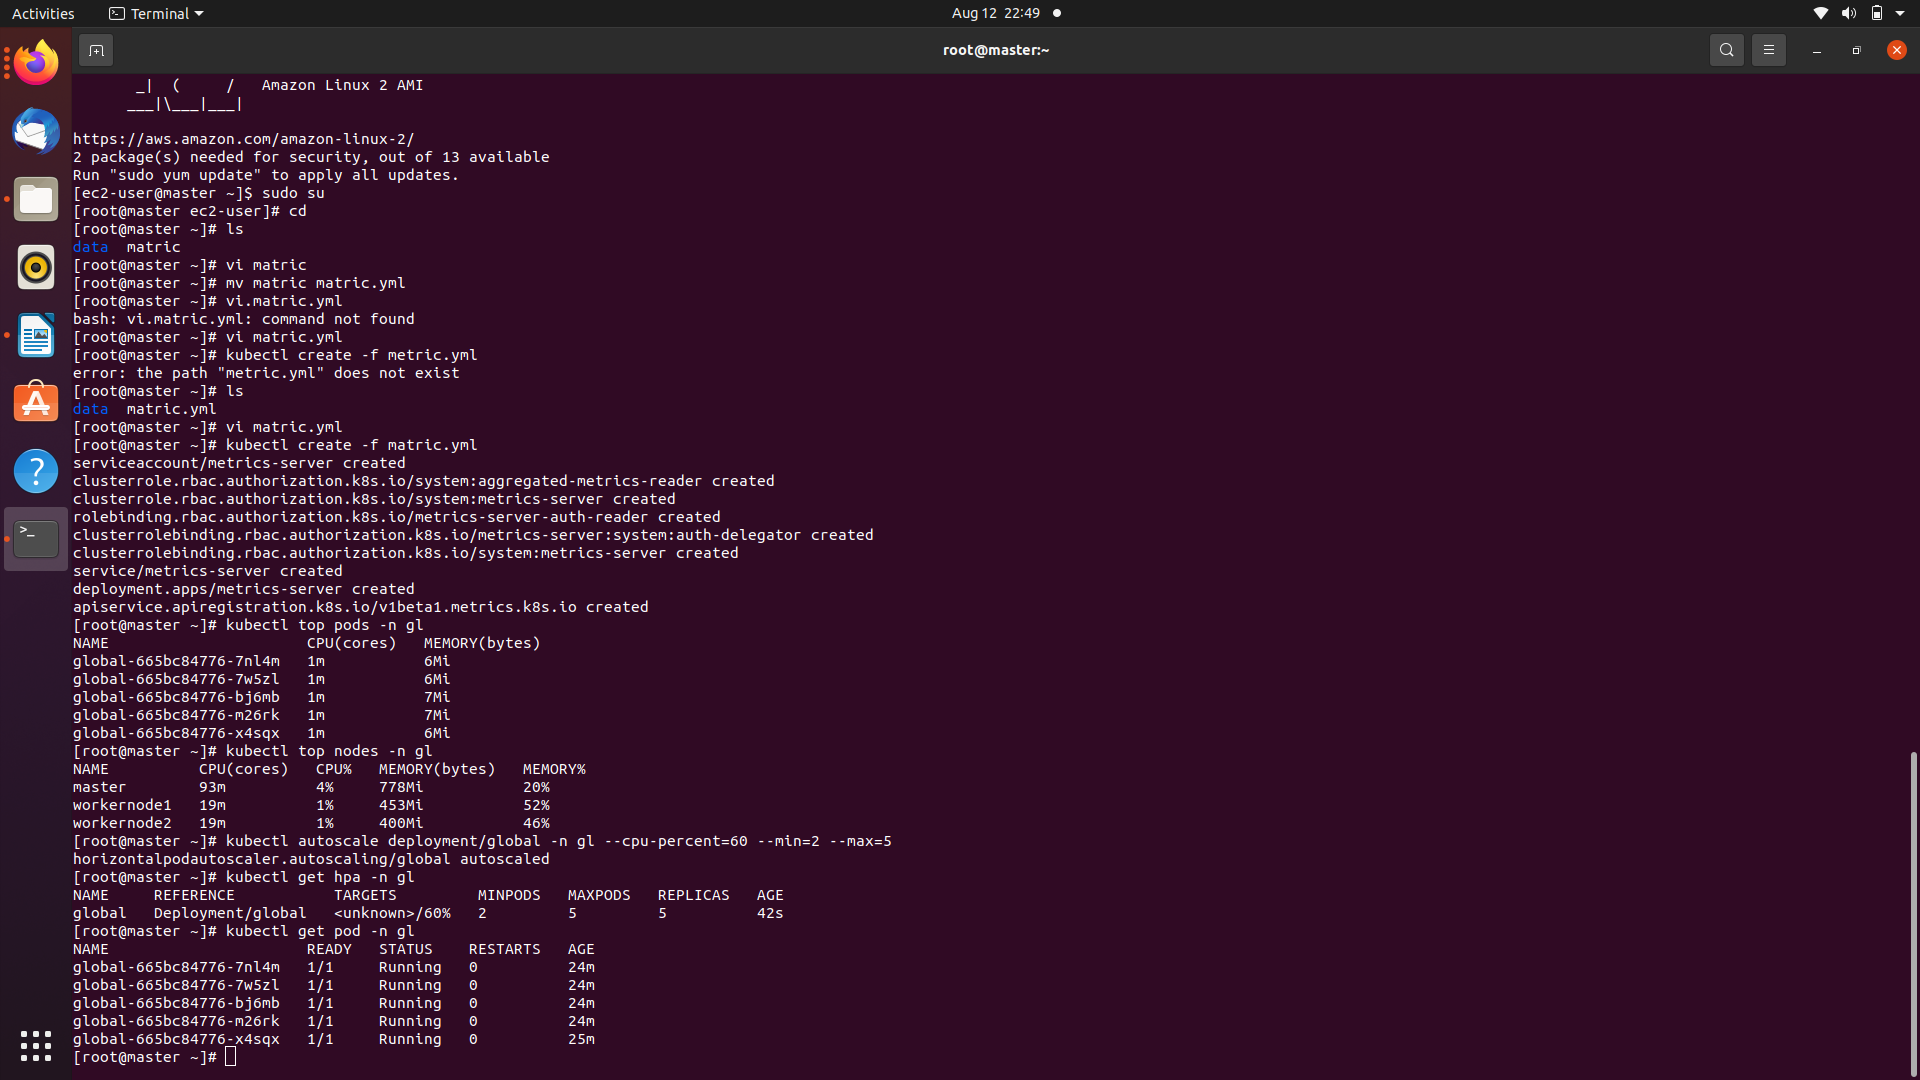 Activities
Terminal
Aug 12 22:49
root@master:~
_| ( / Amazon Linux 2 AMI
___|\___|___|
https://aws.amazon.com/amazon-linux-2/
2 package(s) needed for security, out of 13 available
Run "sudo yum update" to apply all updates.
[ec2-user@master ~]$ sudo su
[root@master ec2-user]# cd
[root@master ~]# ls
data matric
[root@master ~]# vi matric
[root@master ~]# mv matric matric.yml
[root@master ~]# vi.matric.yml
bash: vi.matric.yml: command not found
[root@master ~]# vi matric.yml
[root@master ~]# kubectl create -f metric.yml
error: the path "metric.yml" does not exist
[root@master ~]# ls
data matric.yml
[root@master ~]# vi matric.yml
[root@master ~]# kubectl create -f matric.yml
serviceaccount/metrics-server created
clusterrole.rbac.authorization.k8s.io/system:aggregated-metrics-reader created
clusterrole.rbac.authorization.k8s.io/system:metrics-server created
rolebinding.rbac.authorization.k8s.io/metrics-server-auth-reader created
clusterrolebinding.rbac.authorization.k8s.io/metrics-server:system:auth-delegator created
clusterrolebinding.rbac.authorization.k8s.io/system:metrics-server created
service/metrics-server created
deployment.apps/metrics-server created
apiservice.apiregistration.k8s.io/v1beta1.metrics.k8s.io created
[root@master ~]# kubectl top pods -n gl
NAME CPU(cores) MEMORY(bytes)
global-665bc84776-7nl4m 1m 6Mi
global-665bc84776-7w5zl 1m 6Mi
global-665bc84776-bj6mb 1m 7Mi
global-665bc84776-m26rk 1m 7Mi
global-665bc84776-x4sqx 1m 6Mi
[root@master ~]# kubectl top nodes -n gl
NAME CPU(cores) CPU% MEMORY(bytes) MEMORY%
master 93m 4% 778Mi 20%
workernode1 19m 1% 453Mi 52%
workernode2 19m 1% 400Mi 46%
[root@master ~]# kubectl autoscale deployment/global -n gl --cpu-percent=60 --min=2 --max=5
horizontalpodautoscaler.autoscaling/global autoscaled
[root@master ~]# kubectl get hpa -n gl
NAME REFERENCE TARGETS MINPODS MAXPODS REPLICAS AGE
global Deployment/global <unknown>/60% 2 5 5 42s
[root@master ~]# kubectl get pod -n gl
NAME READY STATUS RESTARTS AGE
global-665bc84776-7nl4m 1/1 Running 0 24m
global-665bc84776-7w5zl 1/1 Running 0 24m
global-665bc84776-bj6mb 1/1 Running 0 24m
global-665bc84776-m26rk 1/1 Running 0 24m
global-665bc84776-x4sqx 1/1 Running 0 25m
[root@master ~]#